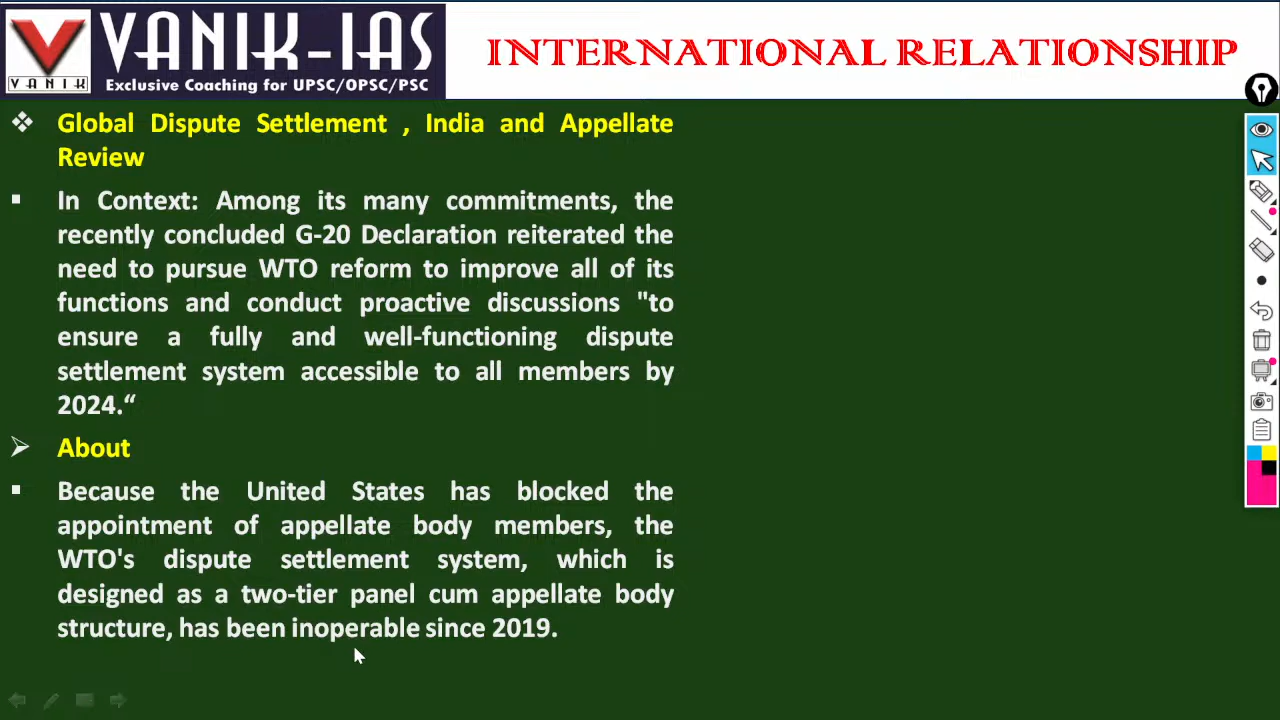 VANIK-IAS
VANIK
Exclusive Coaching for UPSC/OPSC/PSC
INTERNATIONAL RELATIONSHIP
Global Dispute Settlement , India and Appellate
Review
In Context: Among its many commitments, the
recently concluded G-20 Declaration reiterated the
need to pursue WTO reform to improve all of its
functions and conduct proactive discussions "to
ensure a fully and well-functioning dispute
settlement system accessible to all members by
2024.“
About
Because the United States has blocked the
appointment of appellate body members, the
WTO's dispute settlement system, which is
designed as a two-tier panel cum appellate body
structure, has been inoperable since 2019.